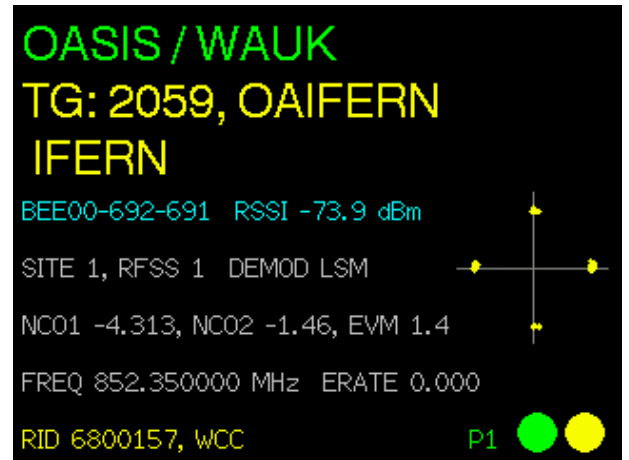 OASIS / WAUK
TG: 2059, OAIFERN
IFERN
BEE00-692-691 RSSI -73.9 dBm
SITE 1, RFSS 1 DEMOD LSM
NCO1 -4.313, NCO2 -1.46, EVM 1.4
FREQ 852.350000 MHz ERATE 0.000
RID 6800157, WCC P1